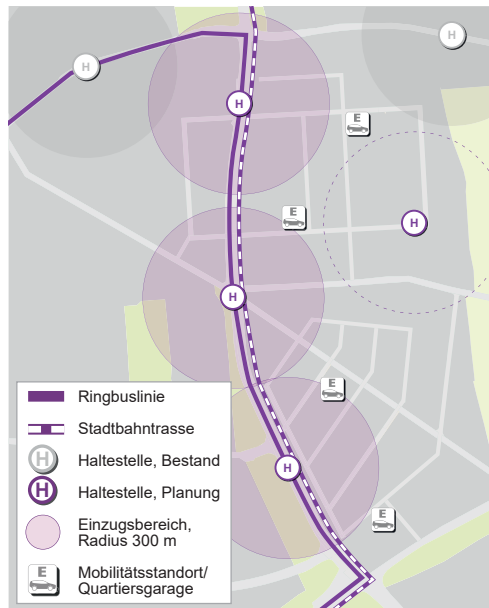 H
H
H
E
E
H
H
E
H
E
Ringbuslinie
Stadtbahntrasse
H Haltestelle, Bestand
H Haltestelle, Planung
Einzugsbereich,
Radius 300 m
E Mobilitätsstandort/
Quartiersgarage